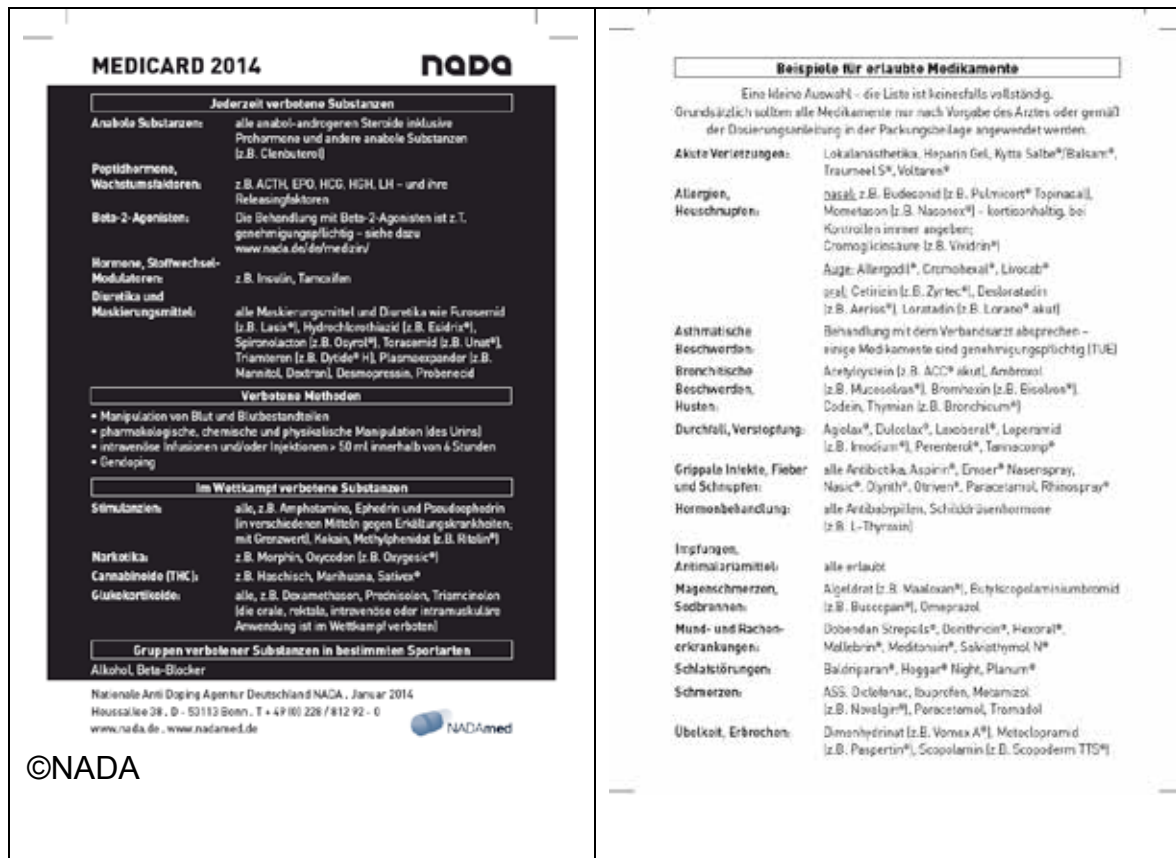 MEDICARD 2014
nada
Jederzeit verbotene Substanzen
Anabole Substanzen: alle anabol-androgenen Steroide inklusive
Prohormone und andere anabole Substanzen
(z.B. Clenbuterol)
Peptidhormone,
Wachstumsfaktoren: z.B. ACTH, EPO, HCG, HGH, LH – und ihre
Releasingfaktoren
Beta-2-Agonisten: Die Behandlung mit Beta-2-Agonisten ist z.T.
genehmigungspflichtig – siehe dazu
www.nada.de/de/medizin/
Hormone, Stoffwechsel-
Modulatoren: z.B. Insulin, Tamoxifen
Diuretika und
Maskierungsmittel: alle Maskierungsmittel und Diuretika wie Furosemid
(z.B. Lasix®), Hydrochlorothiazid (z.B. Esidrix®),
Spironolacton (z.B. Osyrol®), Torasemid (z.B. Unat®),
Triamteren (z.B. Dytide® H), Plasmaexpander (z.B.
Mannitol, Dextran), Desmopressin, Probenecid
Verbotene Methoden
• Manipulation von Blut und Blutbestandteilen
• pharmakologische, chemische und physikalische Manipulation (des Urins)
• intravenöse Infusionen und/oder Injektionen > 50 ml innerhalb von 6 Stunden
• Gendoping
Im Wettkampf verbotene Substanzen
Stimulanzien: alle, z.B. Amphetamine, Ephedrin und Pseudoephedrin
(in verschiedenen Mitteln gegen Erkältungskrankheiten;
mit Grenzwert), Kokain, Methylphenidat (z.B. Ritalin®)
Narkotika: z.B. Morphin, Oxycodon (z.B. Oxygesic®)
Cannabinoide (THC): z.B. Haschisch, Marihuana, Sativex®
Glukokortikoide: alle, z.B. Dexamethason, Prednisolon, Triamcinolon
(die orale, rektale, intravenöse oder intramuskuläre
Anwendung ist im Wettkampf verboten)
Gruppen verbotener Substanzen in bestimmten Sportarten
Alkohol, Beta-Blocker
Nationale Anti Doping Agentur Deutschland NADA . Januar 2014
Heussallee 38 . D - 53113 Bonn . T + 49 (0) 228 / 812 92 - 0
www.nada.de . www.nadamed.de
NADAmed
©NADA
Beispiele für erlaubte Medikamente
Eine kleine Auswahl – die Liste ist keinesfalls vollständig.
Grundsätzlich sollten alle Medikamente nur nach Vorgabe des Arztes oder gemäß
der Dosierungsanleitung in der Packungsbeilage angewendet werden.
Akute Verletzungen: Lokalanästhetika, Heparin Gel, Kytta Salbe®/Balsam®,
Traumeel S®, Voltaren®
Allergien, nasal: z.B. Budesonid (z.B. Pulmicort® Topinasal),
Heuschnupfen: Mometason (z.B. Nasonex®) – kortisonhaltig, bei
Kontrollen immer angeben;
Cromoglicinsäure (z.B. Vividrin®)
Auge: Allergodil®, Cromohexal®, Livocab®
oral: Cetirizin (z.B. Zyrtec®), Desloratadin
(z.B. Aerius®), Loratadin (z.B. Lorano® akut)
Asthmatische Behandlung mit dem Verbandsarzt absprechen –
Beschwerden: einige Medikamente sind genehmigungspflichtig (TUE)
Bronchitische Acetylcystein (z.B. ACC® akut), Ambroxol
Beschwerden, (z.B. Mucosolvan®), Bromhexin (z.B. Bisolvon®),
Husten: Codein, Thymian (z.B. Bronchicum®)
Durchfall, Verstopfung: Agiolax®, Dulcolax®, Laxoberal®, Loperamid
(z.B. Imodium®), Perenterol®, Tannacomp®
Grippale Infekte, Fieber alle Antibiotika, Aspirin®, Emser® Nasenspray,
und Schnupfen: Nasic®, Olynth®, Otriven®, Paracetamol, Rhinospray®
Hormonbehandlung: alle Antibabypillen, Schilddrüsenhormone
(z.B. L-Thyroxin)
Impfungen,
Antimalariamittel: alle erlaubt
Magenschmerzen, Algeldrat (z.B. Maaloxan®), Butylscopolaminiumbromid
Sodbrennen: (z.B. Buscopan®), Omeprazol
Mund- und Rachen- Dobendan Strepsils®, Dorithricin®, Hexoral®,
erkrankungen: Mallebrin®, Meditonsin®, Salviathymol N®
Schlafstörungen: Baldriparan®, Hoggar® Night, Planum®
Schmerzen: ASS, Diclofenac, Ibuprofen, Metamizol
(z.B. Novalgin®), Paracetamol, Tramadol
Übelkeit, Erbrechen: Dimenhydrinat (z.B. Vomex A®), Metoclopramid
(z.B. Paspertin®), Scopolamin (z.B. Scopoderm TTS®)